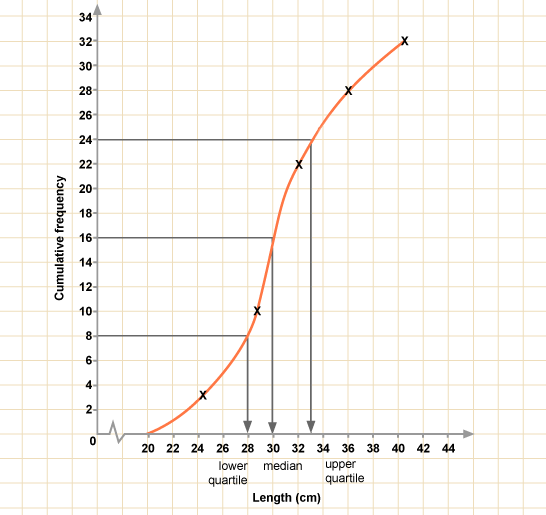 34
32
30
28
26
24
22
20
18
16
14
12
10
8
6
4
2
0
Cumulative frequency
X
X
X
X
X
X
20 22 24 26 28 30 32 34 36 38 40 42 44
lower
quartile
median
upper
quartile
Length (cm)